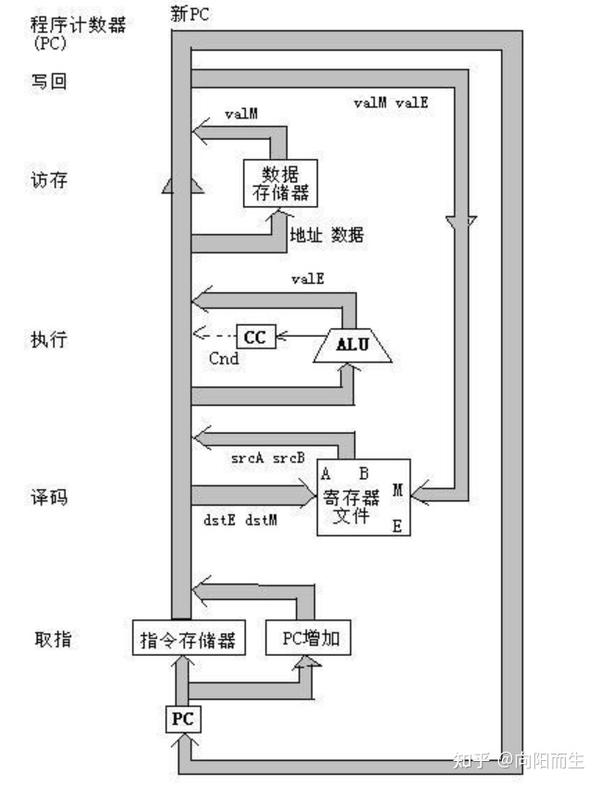 新PC
程序计数器
(PC)
写回
valM valE
valM
访存
数据
存储器
地址 数据
valE
执行
CC
ALU
Cnd
srcA srcB
A B
M
译码
寄存器
文件
E
dstE dstM
取指
指令存储器
PC增加
PC
知乎 @向阳而生